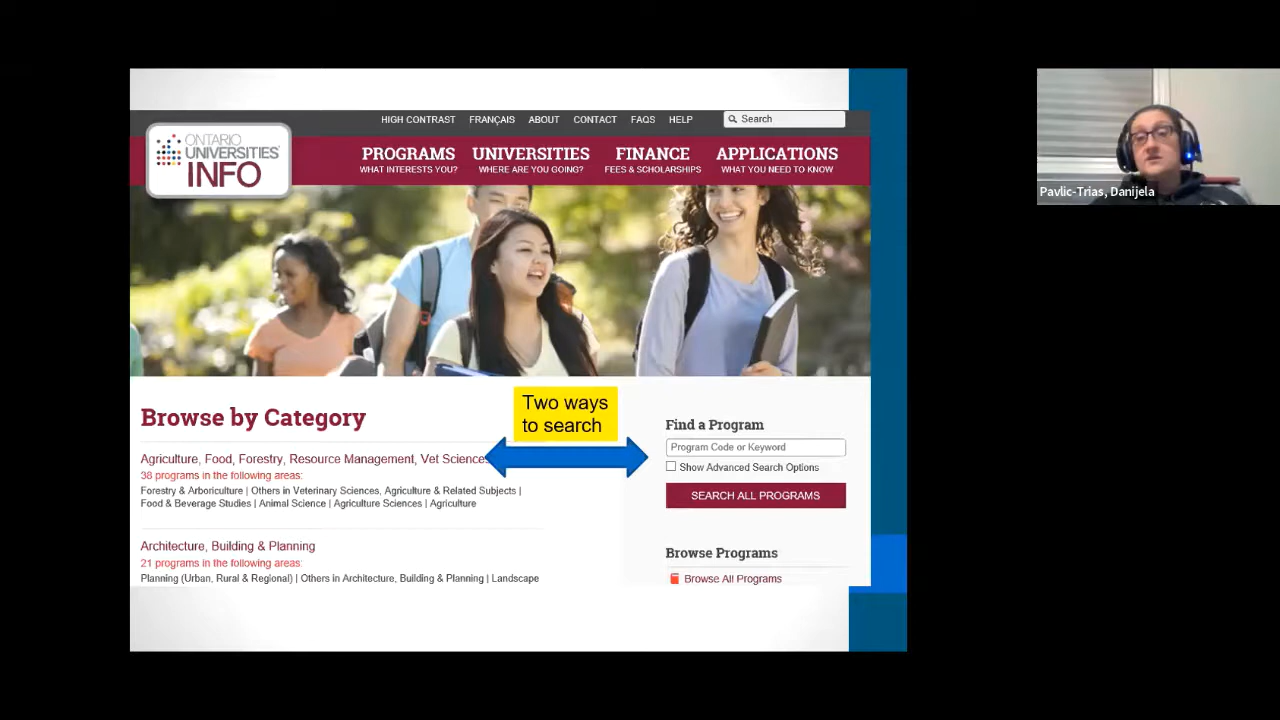 HIGH CONTRAST FRANÇAIS ABOUT CONTACT FAQS HELP Search
ONTARIO
UNIVERSITIES
INFO
PROGRAMS UNIVERSITIES FINANCE APPLICATIONS
WHAT INTERESTS YOU? WHERE ARE YOU GOING? FEES & SCHOLARSHIPS WHAT YOU NEED TO KNOW
Pavlic-Trias, Danijela
Browse by Category
Two ways
to search
Agriculture, Food, Forestry, Resource Management, Vet Sciences
38 programs in the following areas:
Forestry & Arboriculture | Others in Veterinary Sciences, Agriculture & Related Subjects |
Food & Beverage Studies | Animal Science | Agriculture Sciences | Agriculture
Architecture, Building & Planning
21 programs in the following areas:
Planning (Urban, Rural & Regional) | Others in Architecture, Building & Planning | Landscape
Find a Program
Program Code or Keyword
Show Advanced Search Options
SEARCH ALL PROGRAMS
Browse Programs
Browse All Programs